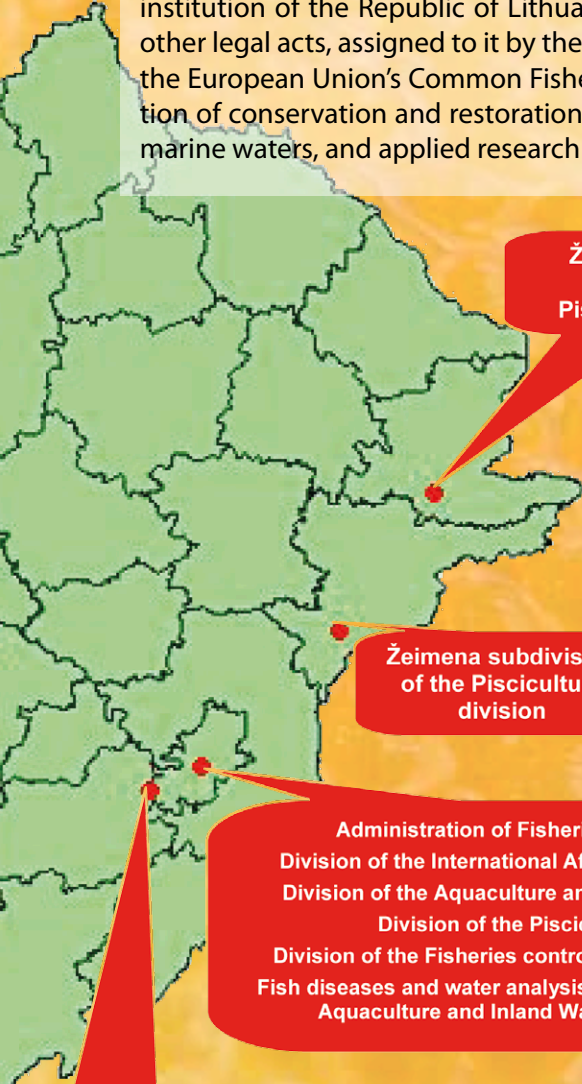 institution of the Republic of Lithua
other legal acts, assigned to it by the
the European Union's Common Fishe
tion of conservation and restoration
marine waters, and applied research
Ž
Pis
Žeimena subdivis
of the Piscicultu
division
Administration of Fisheri
Division of the International Af
Division of the Aquaculture an
Division of the Pisci
Division of the Fisheries contro
Fish diseases and water analysis
Aquaculture and Inland Wa